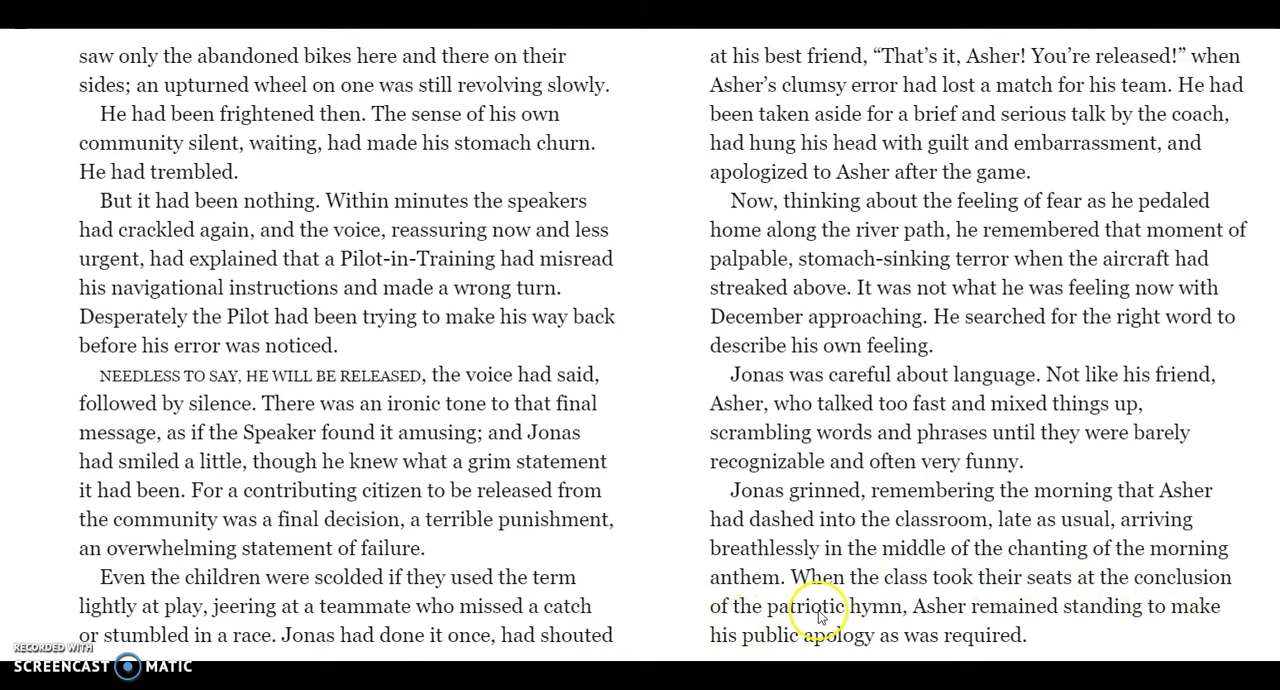 saw only the abandoned bikes here and there on their
sides; an upturned wheel on one was still revolving slowly.
He had been frightened then. The sense of his own
community silent, waiting, had made his stomach churn.
He had trembled.
But it had been nothing. Within minutes the speakers
had crackled again, and the voice, reassuring now and less
urgent, had explained that a Pilot-in-Training had misread
his navigational instructions and made a wrong turn.
Desperately the Pilot had been trying to make his way back
before his error was noticed.
NEEDLESS TO SAY, HE WILL BE RELEASED, the voice had said,
followed by silence. There was an ironic tone to that final
message, as if the Speaker found it amusing; and Jonas
had smiled a little, though he knew what a grim statement
it had been. For a contributing citizen to be released from
the community was a final decision, a terrible punishment,
an overwhelming statement of failure.
Even the children were scolded if they used the term
lightly at play, jeering at a teammate who missed a catch
or stumbled in a race. Jonas had done it once, had shouted
at his best friend, “That’s it, Asher! You’re released!” when
Asher’s clumsy error had lost a match for his team. He had
been taken aside for a brief and serious talk by the coach,
had hung his head with guilt and embarrassment, and
apologized to Asher after the game.
Now, thinking about the feeling of fear as he pedaled
home along the river path, he remembered that moment of
palpable, stomach-sinking terror when the aircraft had
streaked above. It was not what he was feeling now with
December approaching. He searched for the right word to
describe his own feeling.
Jonas was careful about language. Not like his friend,
Asher, who talked too fast and mixed things up,
scrambling words and phrases until they were barely
recognizable and often very funny.
Jonas grinned, remembering the morning that Asher
had dashed into the classroom, late as usual, arriving
breathlessly in the middle of the chanting of the morning
anthem. When the class took their seats at the conclusion
of the patriotic hymn, Asher remained standing to make
his public apology as was required.
RECORDED WITH
SCREENCAST MATIC